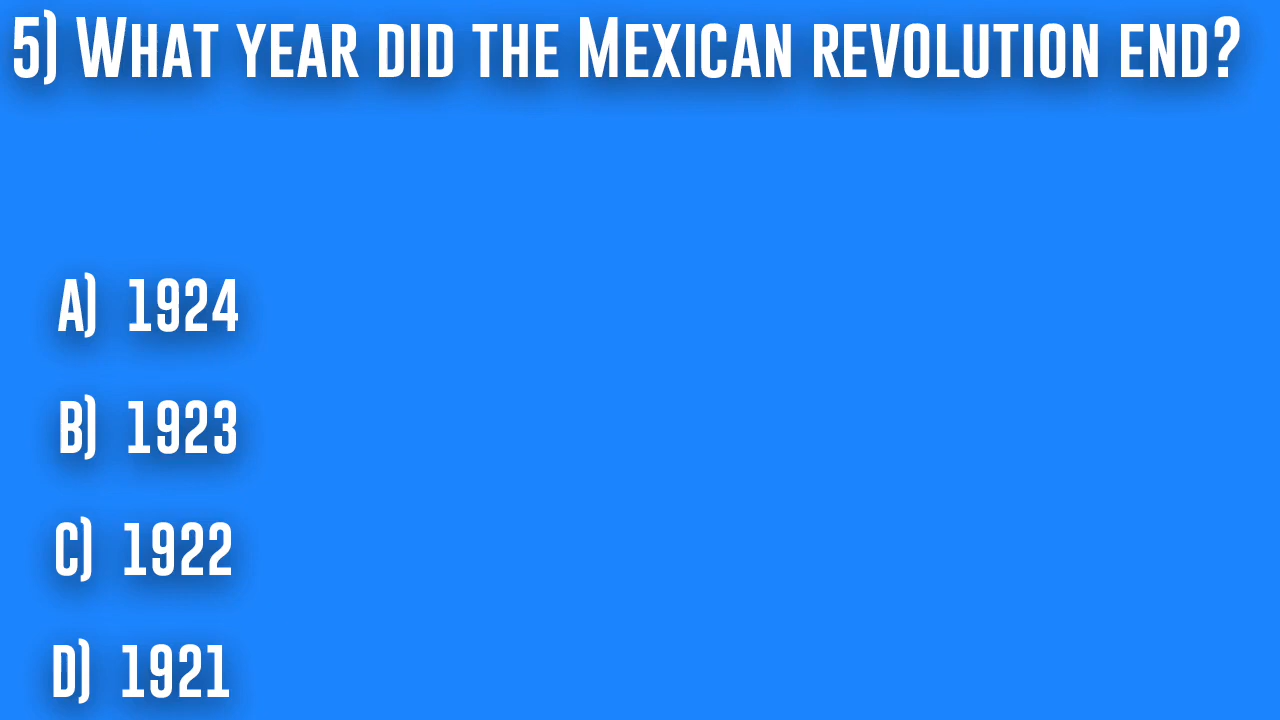 5) What year did the Mexican revolution end?
A) 1924
B) 1923
C) 1922
D) 1921